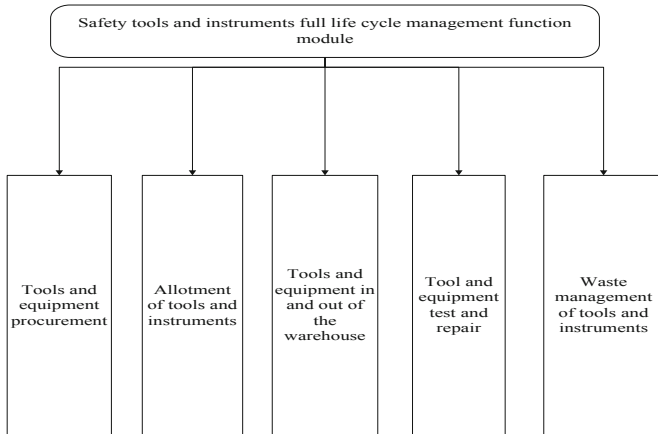 Safety tools and instruments full life cycle management function
module
Tools and
equipment
procurement
Allotment
of tools and
instruments
Tools and
equipment in
and out of
the
warehouse
Tool and
equipment
test and
repair
Waste
management
of tools and
instruments